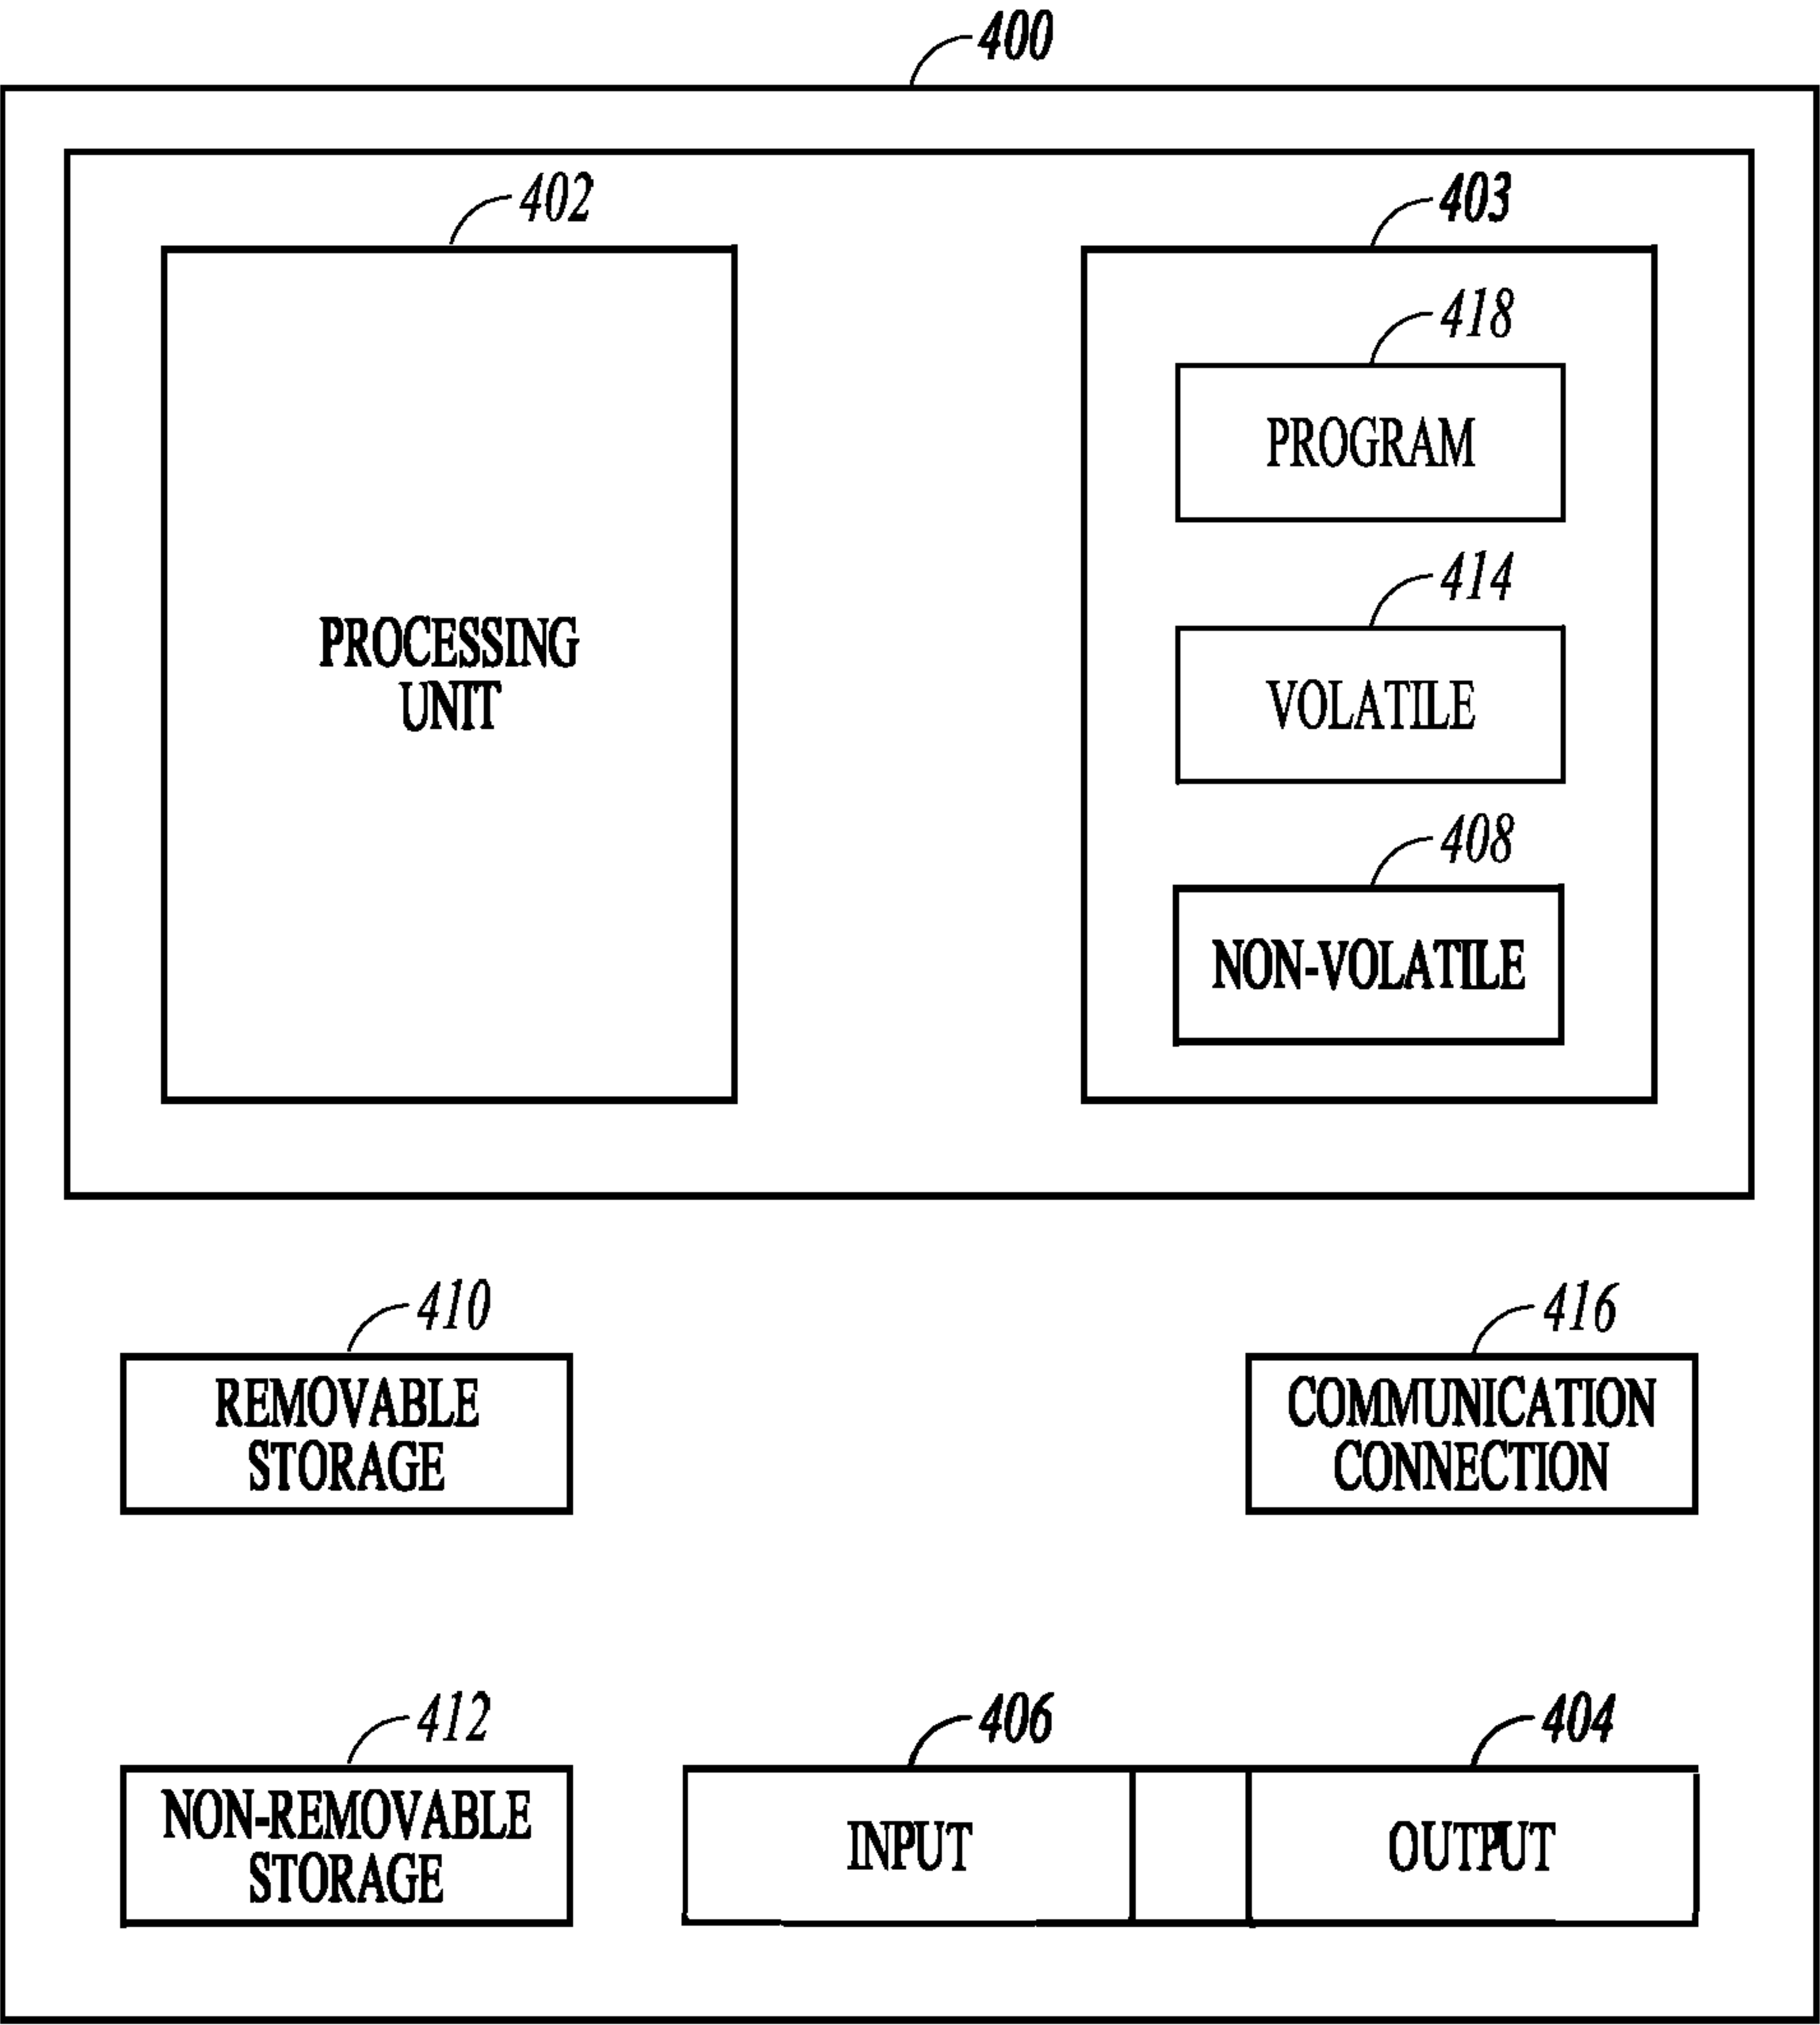 400
402
403
418
PROGRAM
414
PROCESSING
UNIT
VOLATILE
408
NON-VOLATILE
410
416
REMOVABLE
STORAGE
COMMUNICATION
CONNECTION
412
406
404
NON-REMOVABLE
STORAGE
INPUT
OUTPUT